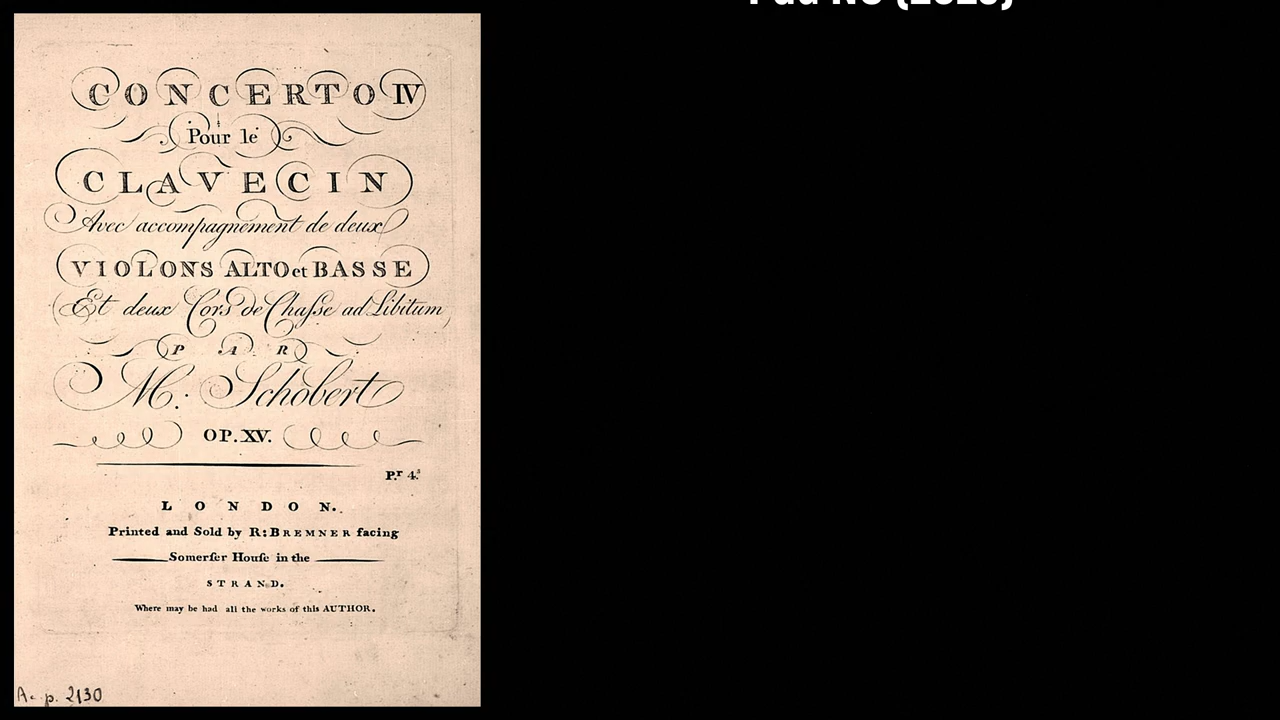 CONCERTO IV
Pour le
CLAVECIN
Avec accompagnement de deux
VIOLONS ALTO et BASSE
(Et deux Cors de Chaſse ad Libitum)
PAR
M. Schobert
OP. XV.
Pr. 4.s
LONDON.
Printed and Sold by R: BREMNER facing
Somerſet Houſe in the
STRAND.
Where may be had all the works of this AUTHOR.
A. p. 2130